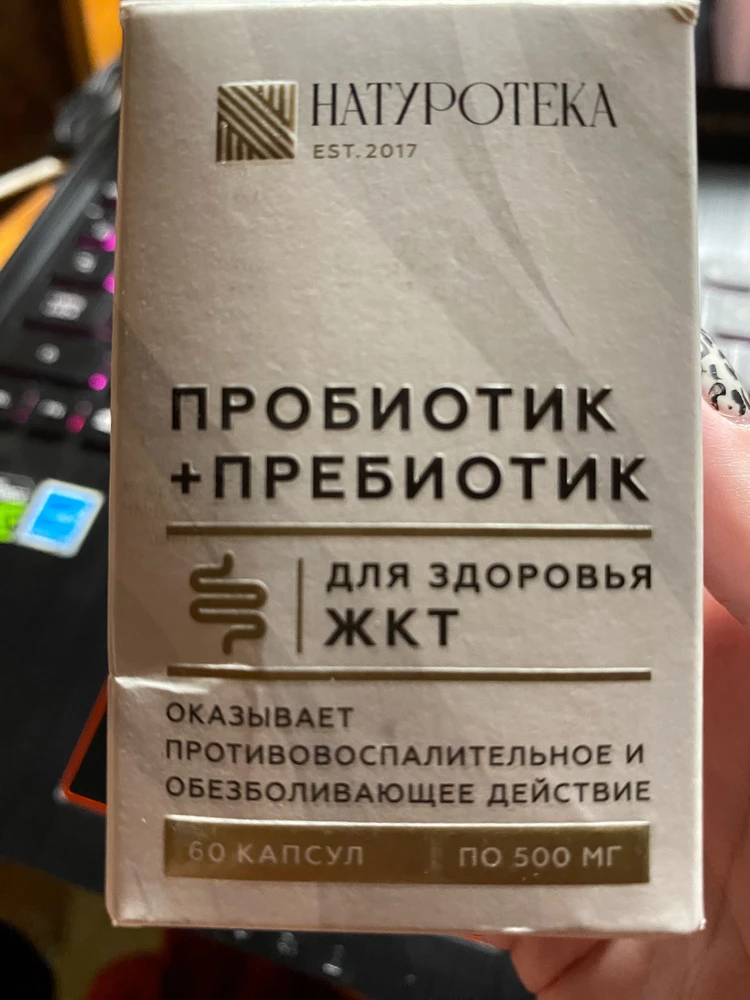 НАТУРОТЕКА
EST.2017
ПРОБИОТИК
+ПРЕБИОТИК
ДЛЯ ЗДОРОВЬЯ
ЖКТ
ОКАЗЫВАЕТ
ПРОТИВОВОСПАЛИТЕЛЬНОЕ И
ОБЕЗБОЛИВАЮЩЕЕ ДЕЙСТВИЕ
60 КАПСУЛ ПО 500 МГ